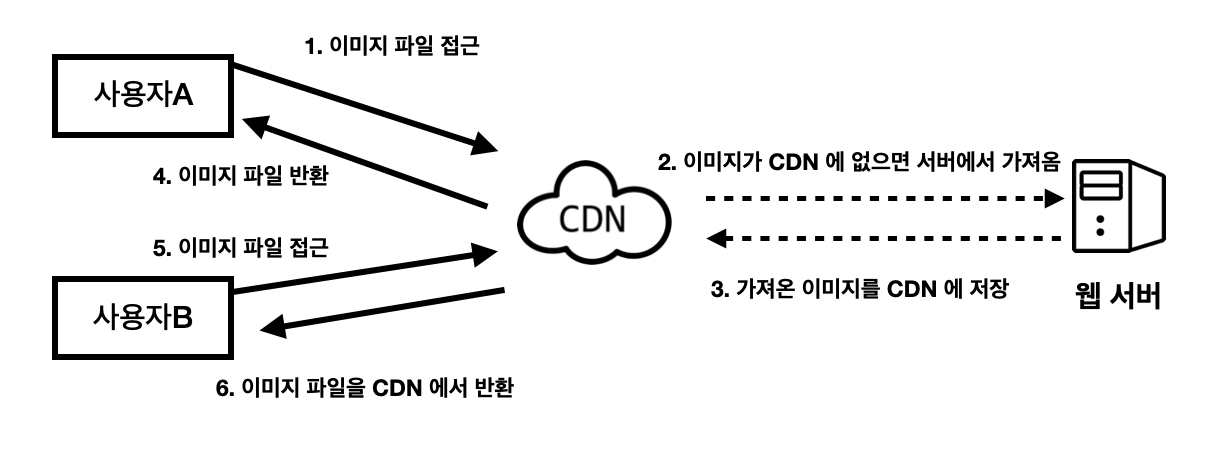 1. 이미지 파일 접근
사용자A
4. 이미지 파일 반환
2. 이미지가 CDN 에 없으면 서버에서 가져옴
CDN
5. 이미지 파일 접근
3. 가져온 이미지를 CDN 에 저장
웹 서버
사용자B
6. 이미지 파일을 CDN 에서 반환